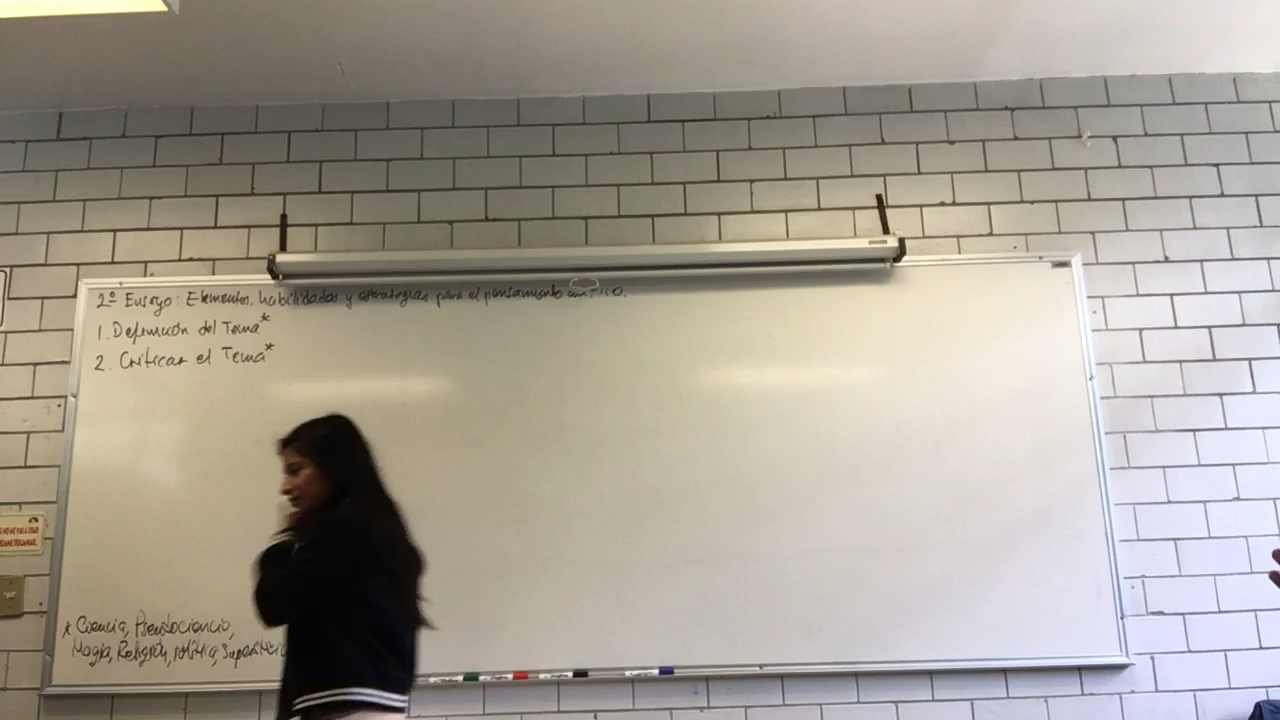 2º Ensayo: Elementos, habilidades y estrategias para el pensamiento
1. Definición del Tema*
2. Criticar el Tema*
* Ciencia, Pseudociencia,
Magia, Religión, política,